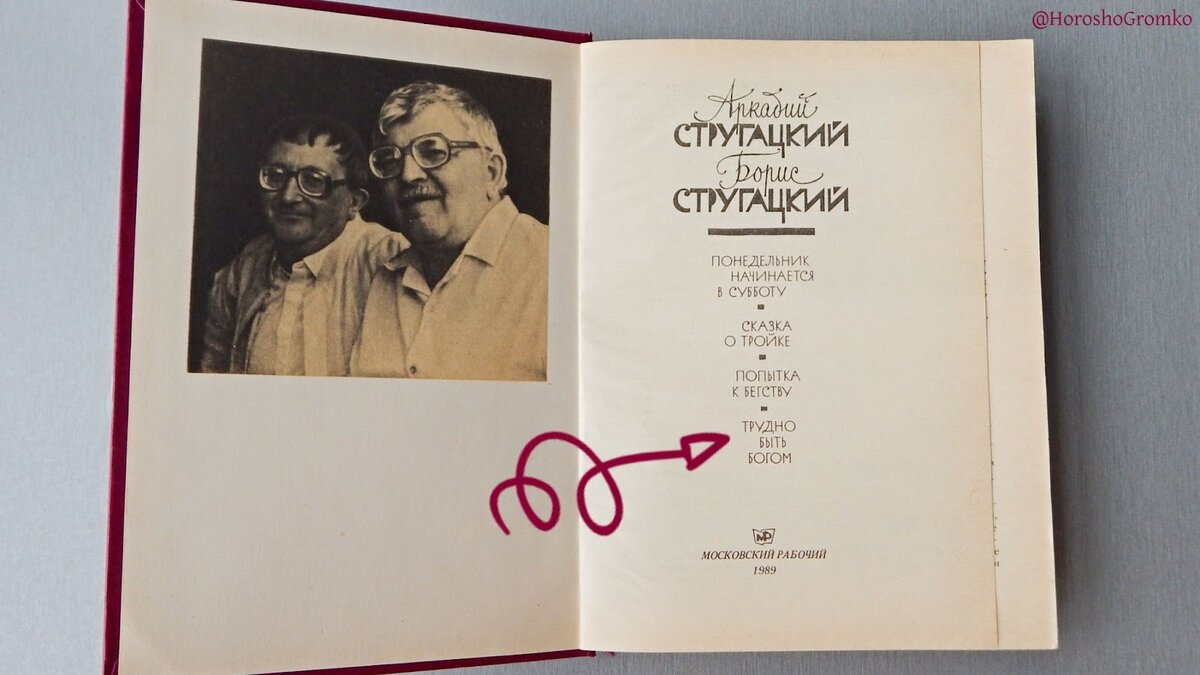 @HoroshoGromko
Аркадий
СТРУГАЦКИЙ
Борис
СТРУГАЦКИЙ
ПОНЕДЕЛЬНИК
НАЧИНАЕТСЯ
В СУББОТУ
СКАЗКА
О ТРОЙКЕ
ПОПЫТКА
К БЕГСТВУ
ТРУДНО
БЫТЬ
БОГОМ
МР
МОСКОВСКИЙ РАБОЧИЙ
1989